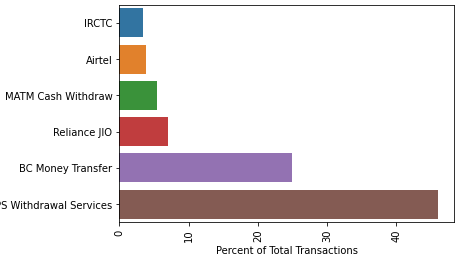 IRCTC
Airtel
MATM Cash Withdraw
Reliance JIO
BC Money Transfer
PS Withdrawal Services
0
10
20
30
40
Percent of Total Transactions